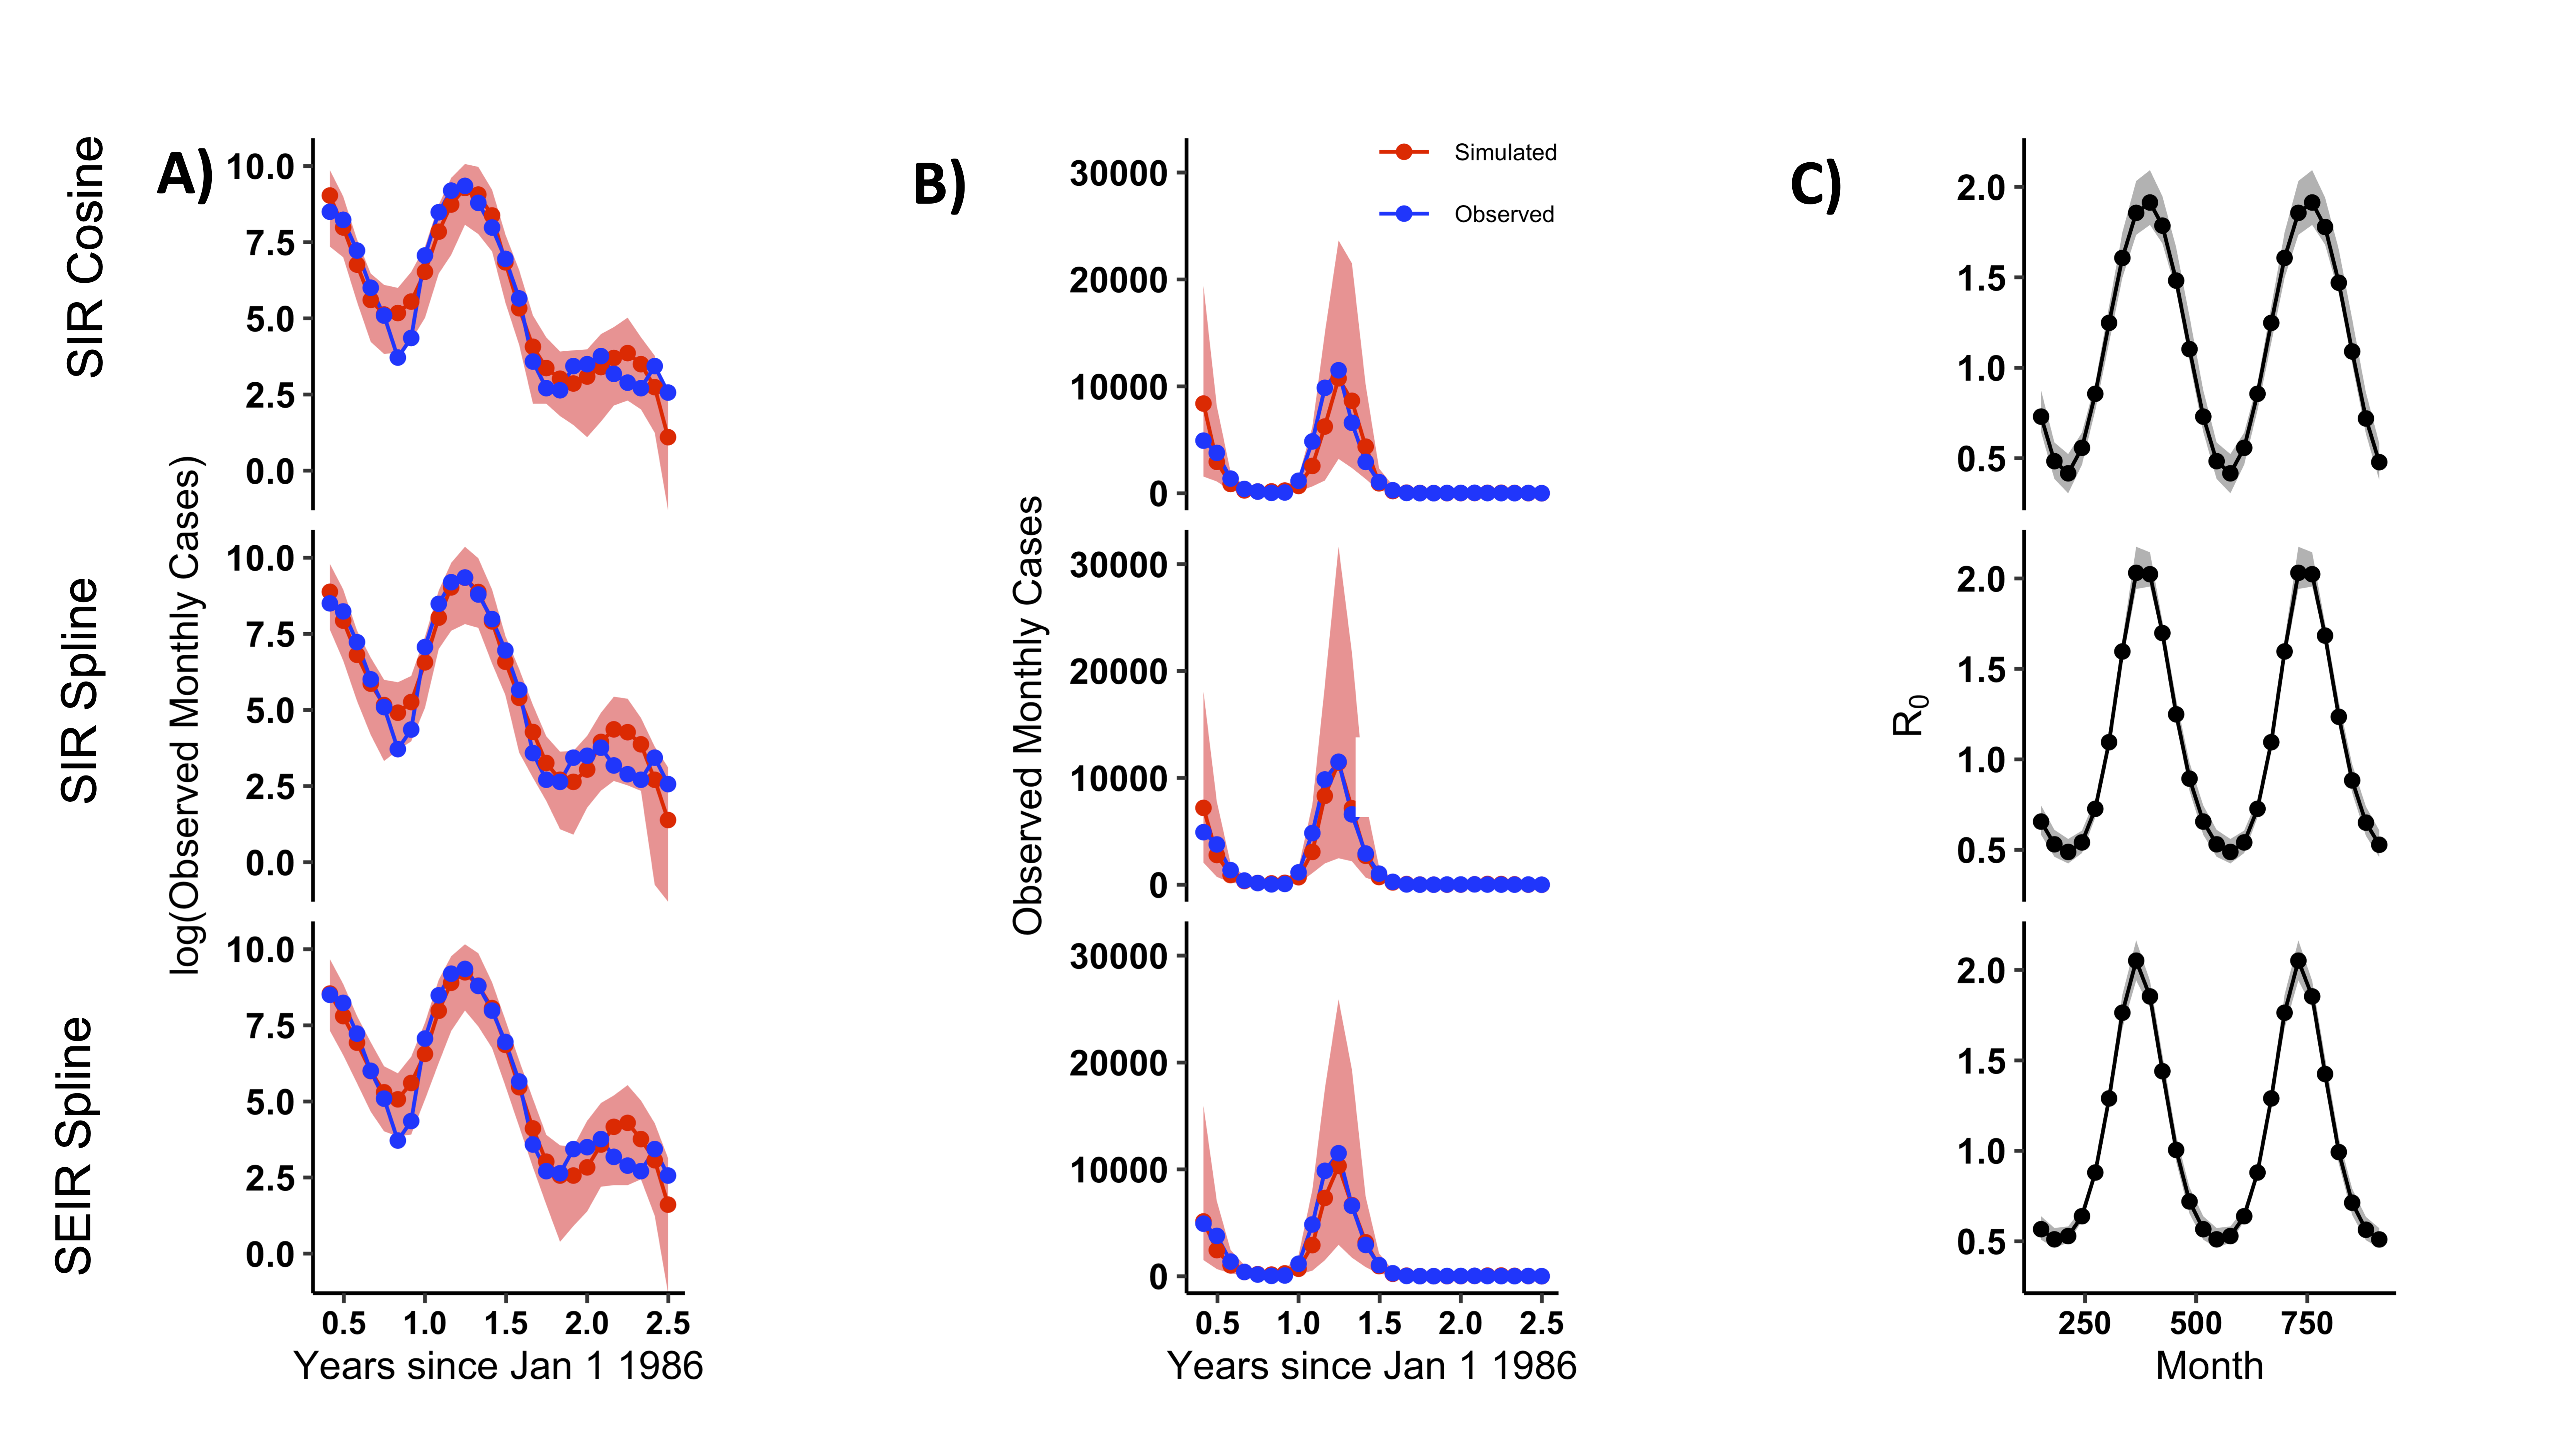 SIR Cosine
SIR Spline
SEIR Spline
A)
log(Observed Monthly Cases)
10.0
7.5
5.0
2.5
0.0
10.0
7.5
5.0
2.5
0.0
10.0
7.5
5.0
2.5
0.0
0.5 1.0 1.5 2.0 2.5
Years since Jan 1 1986
B)
Observed Monthly Cases
Simulated
Observed
30000
20000
10000
0
30000
20000
10000
0
30000
20000
10000
0
0.5 1.0 1.5 2.0 2.5
Years since Jan 1 1986
C)
R0
2.0
1.5
1.0
0.5
2.0
1.5
1.0
0.5
2.0
1.5
1.0
0.5
250 500 750
Month